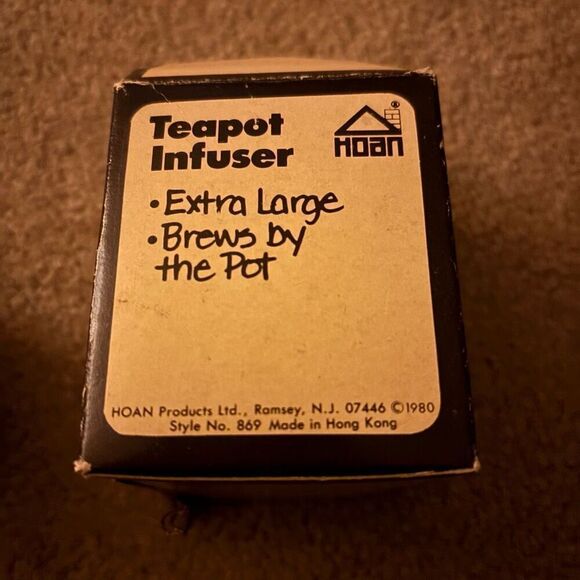 Teapot
Infuser
HOAN®
• Extra Large
• Brews by
the Pot
HOAN Products Ltd., Ramsey, N.J. 07446 ©1980
Style No. 869 Made in Hong Kong